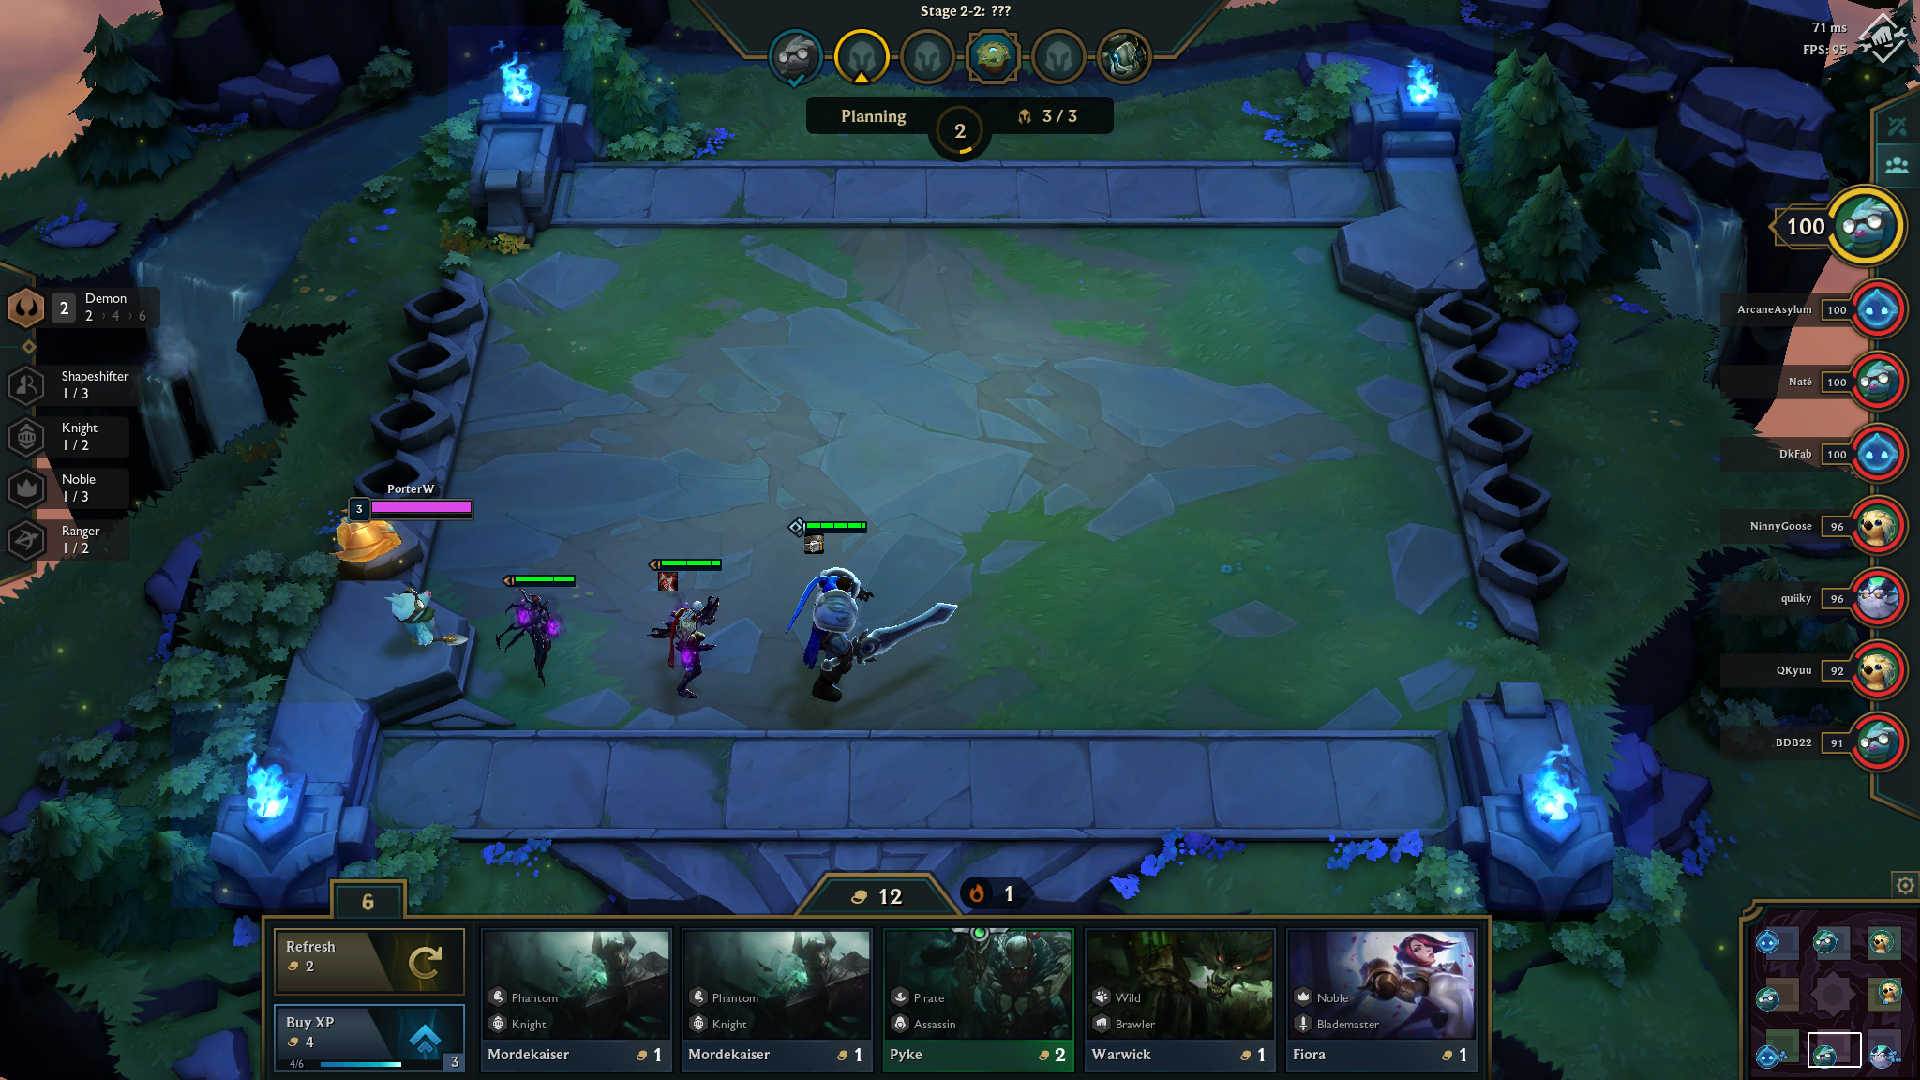 Stage 2-2: ???
71 ms
FPS: 95
Planning
2
3 / 3
100
ArcaneAsylum 100
Naté 100
DkFab 100
NinnyGoose 96
quiiky 96
QKyuu 92
BDB22 91
2
Demon
2 › 4 › 6
Shapeshifter
1 / 3
Knight
1 / 2
Noble
1 / 3
Ranger
1 / 2
PorterW
3
6
12
1
Refresh
2
Buy XP
4
4/6
3
Phantom
Knight
Mordekaiser 1
Phantom
Knight
Mordekaiser 1
Pirate
Assassin
Pyke 2
Wild
Brawler
Warwick 1
Noble
Blademaster
Fiora 1